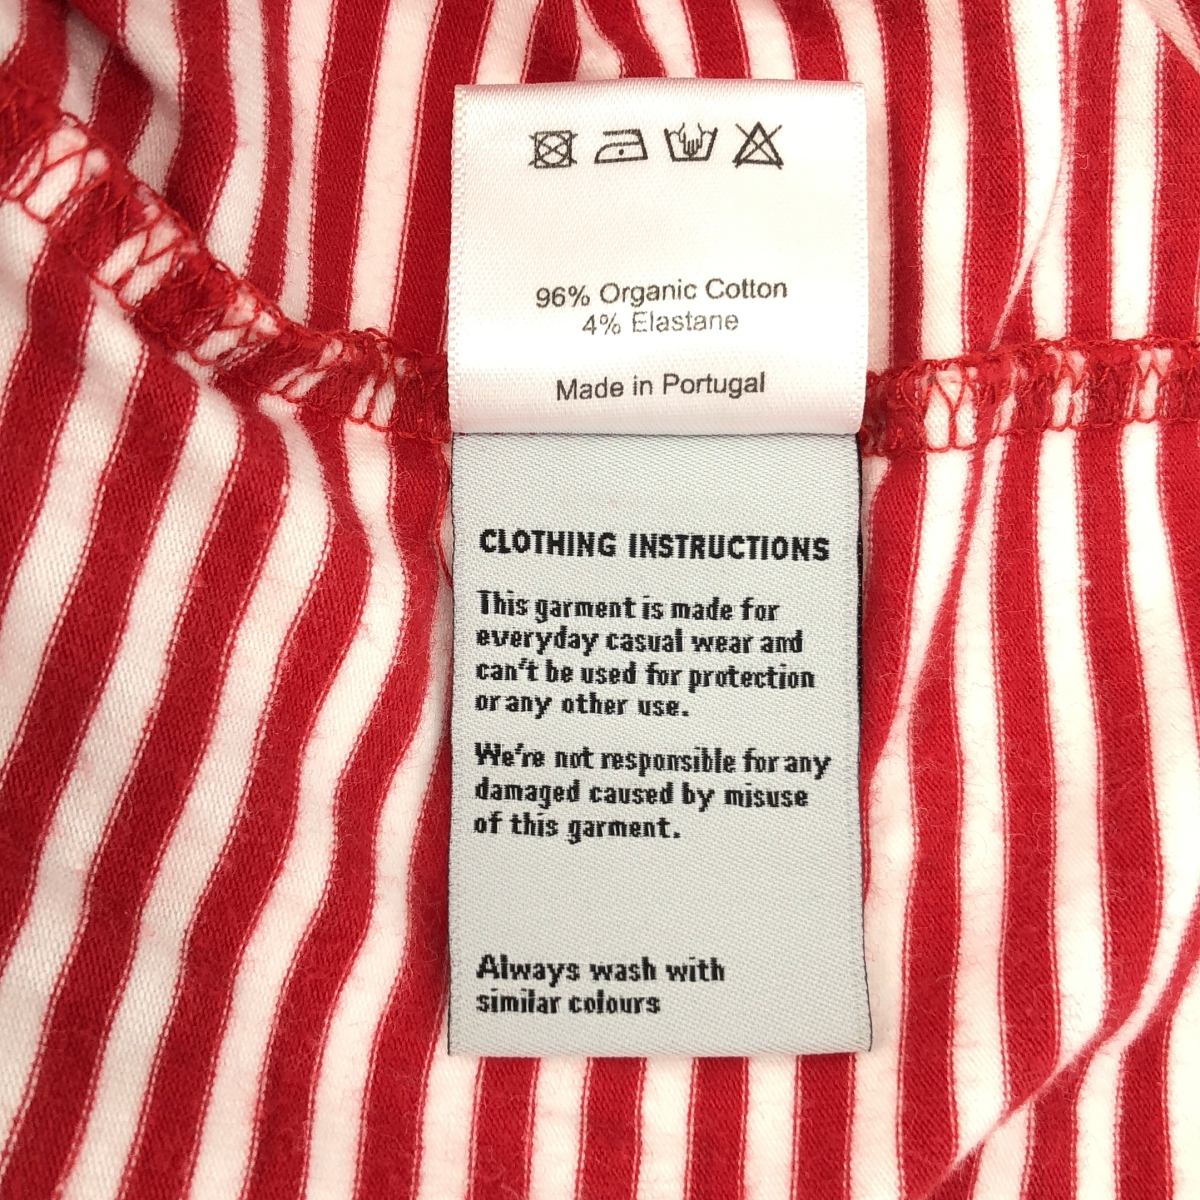 96% Organic Cotton
4% Elastane
Made in Portugal
CLOTHING INSTRUCTIONS
This garment is made for
everyday casual wear and
can't be used for protection
or any other use.
We're not responsible for any
damaged caused by misuse
of this garment.
Always wash with
similar colours